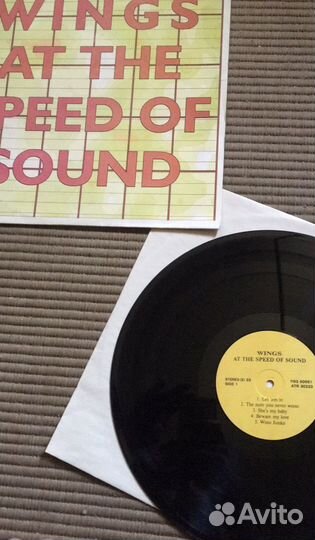 WINGS
AT THE
SPEED OF
SOUND
WINGS
AT THE SPEED OF SOUND
STEREO
SIDE 1
1. Let 'em in
2. The note you never wrote
3. She's my baby
4. Beware my love
5. Wino Junko
Avito